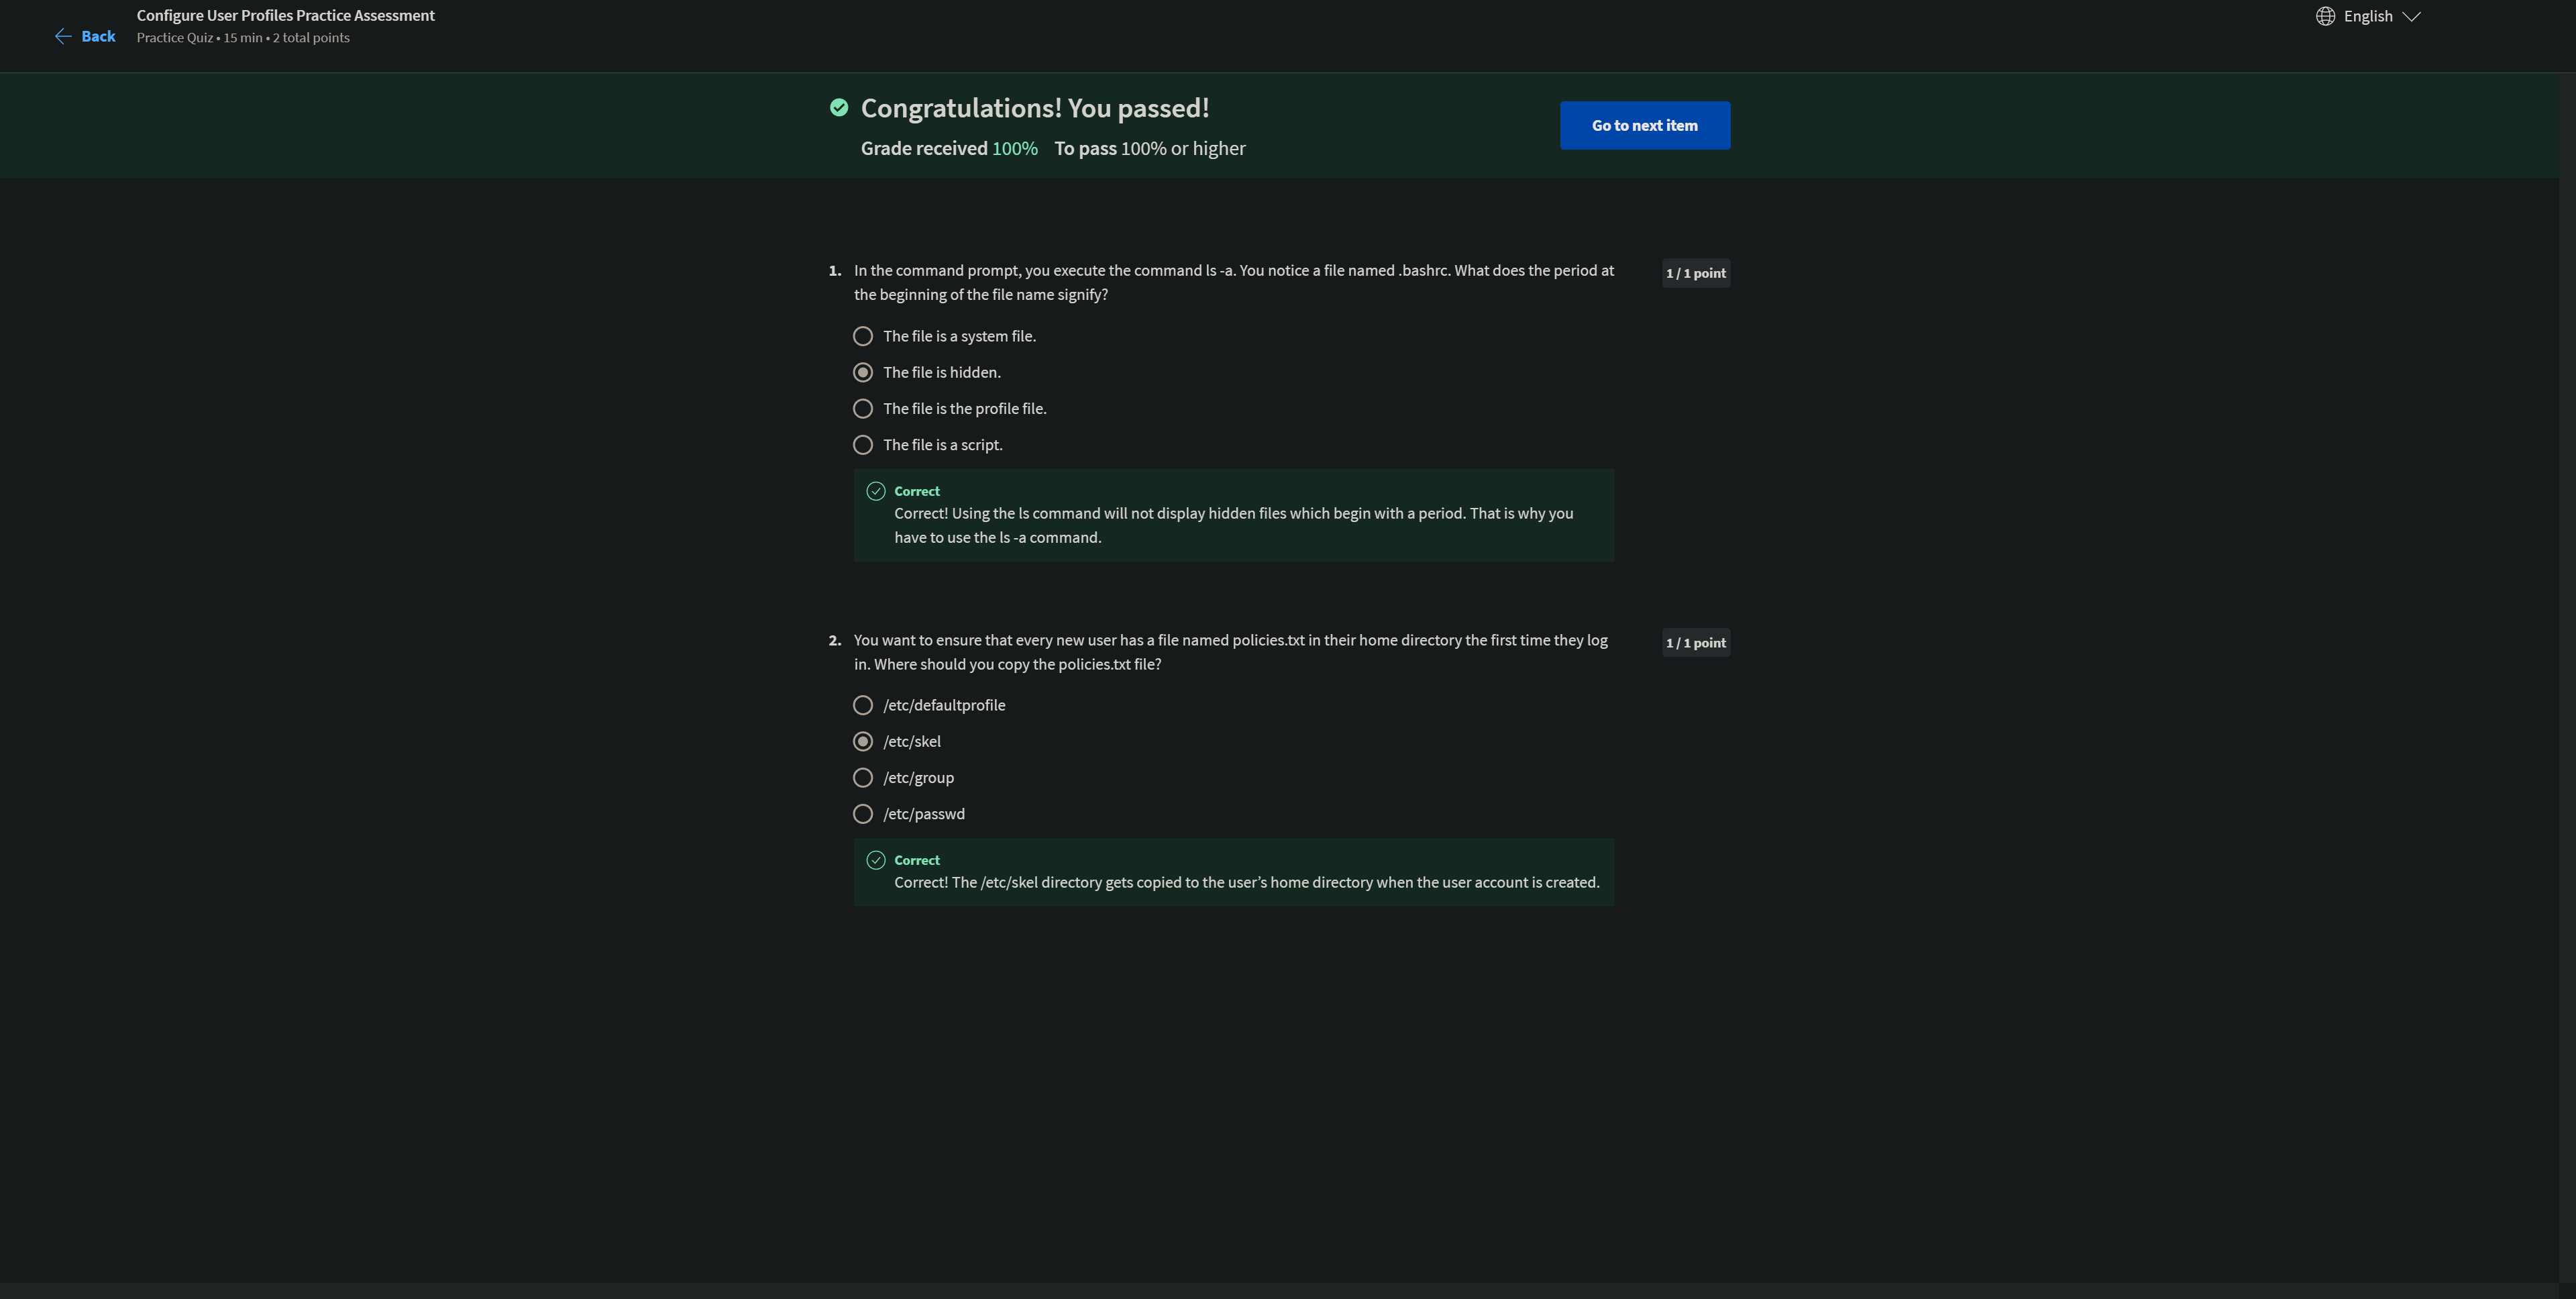 Configure User Profiles Practice Assessment
Back
Practice Quiz • 15 min • 2 total points
English
Congratulations! You passed!
Grade received 100% To pass 100% or higher
Go to next item
1. In the command prompt, you execute the command ls -a. You notice a file named .bashrc. What does the period at
the beginning of the file name signify?
1 / 1 point
The file is a system file.
The file is hidden.
The file is the profile file.
The file is a script.
Correct
Correct! Using the ls command will not display hidden files which begin with a period. That is why you
have to use the ls -a command.
2. You want to ensure that every new user has a file named policies.txt in their home directory the first time they log
in. Where should you copy the policies.txt file?
1 / 1 point
/etc/defaultprofile
/etc/skel
/etc/group
/etc/passwd
Correct
Correct! The /etc/skel directory gets copied to the user’s home directory when the user account is created.